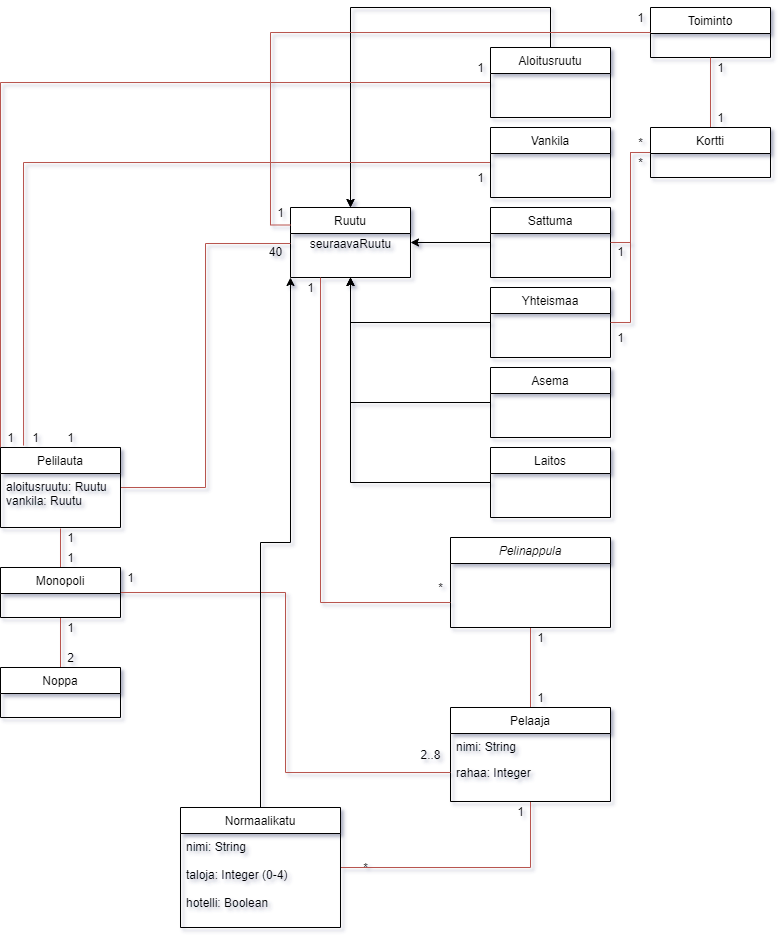 1
Toiminto
1
Aloitusruutu
1
1
Vankila
*
Kortti
*
1
1
Ruutu
seuraavaRuutu
Sattuma
40
1
1
Yhteismaa
1
Asema
1
1
1
Pelilauta
Laitos
aloitusruutu: Ruutu
vankila: Ruutu
1
1
Pelinappula
Monopoli
1
*
1
1
2
Noppa
1
Pelaaja
nimi: String
2..8
rahaa: Integer
1
Normaalikatu
nimi: String
*
taloja: Integer (0-4)
hotelli: Boolean